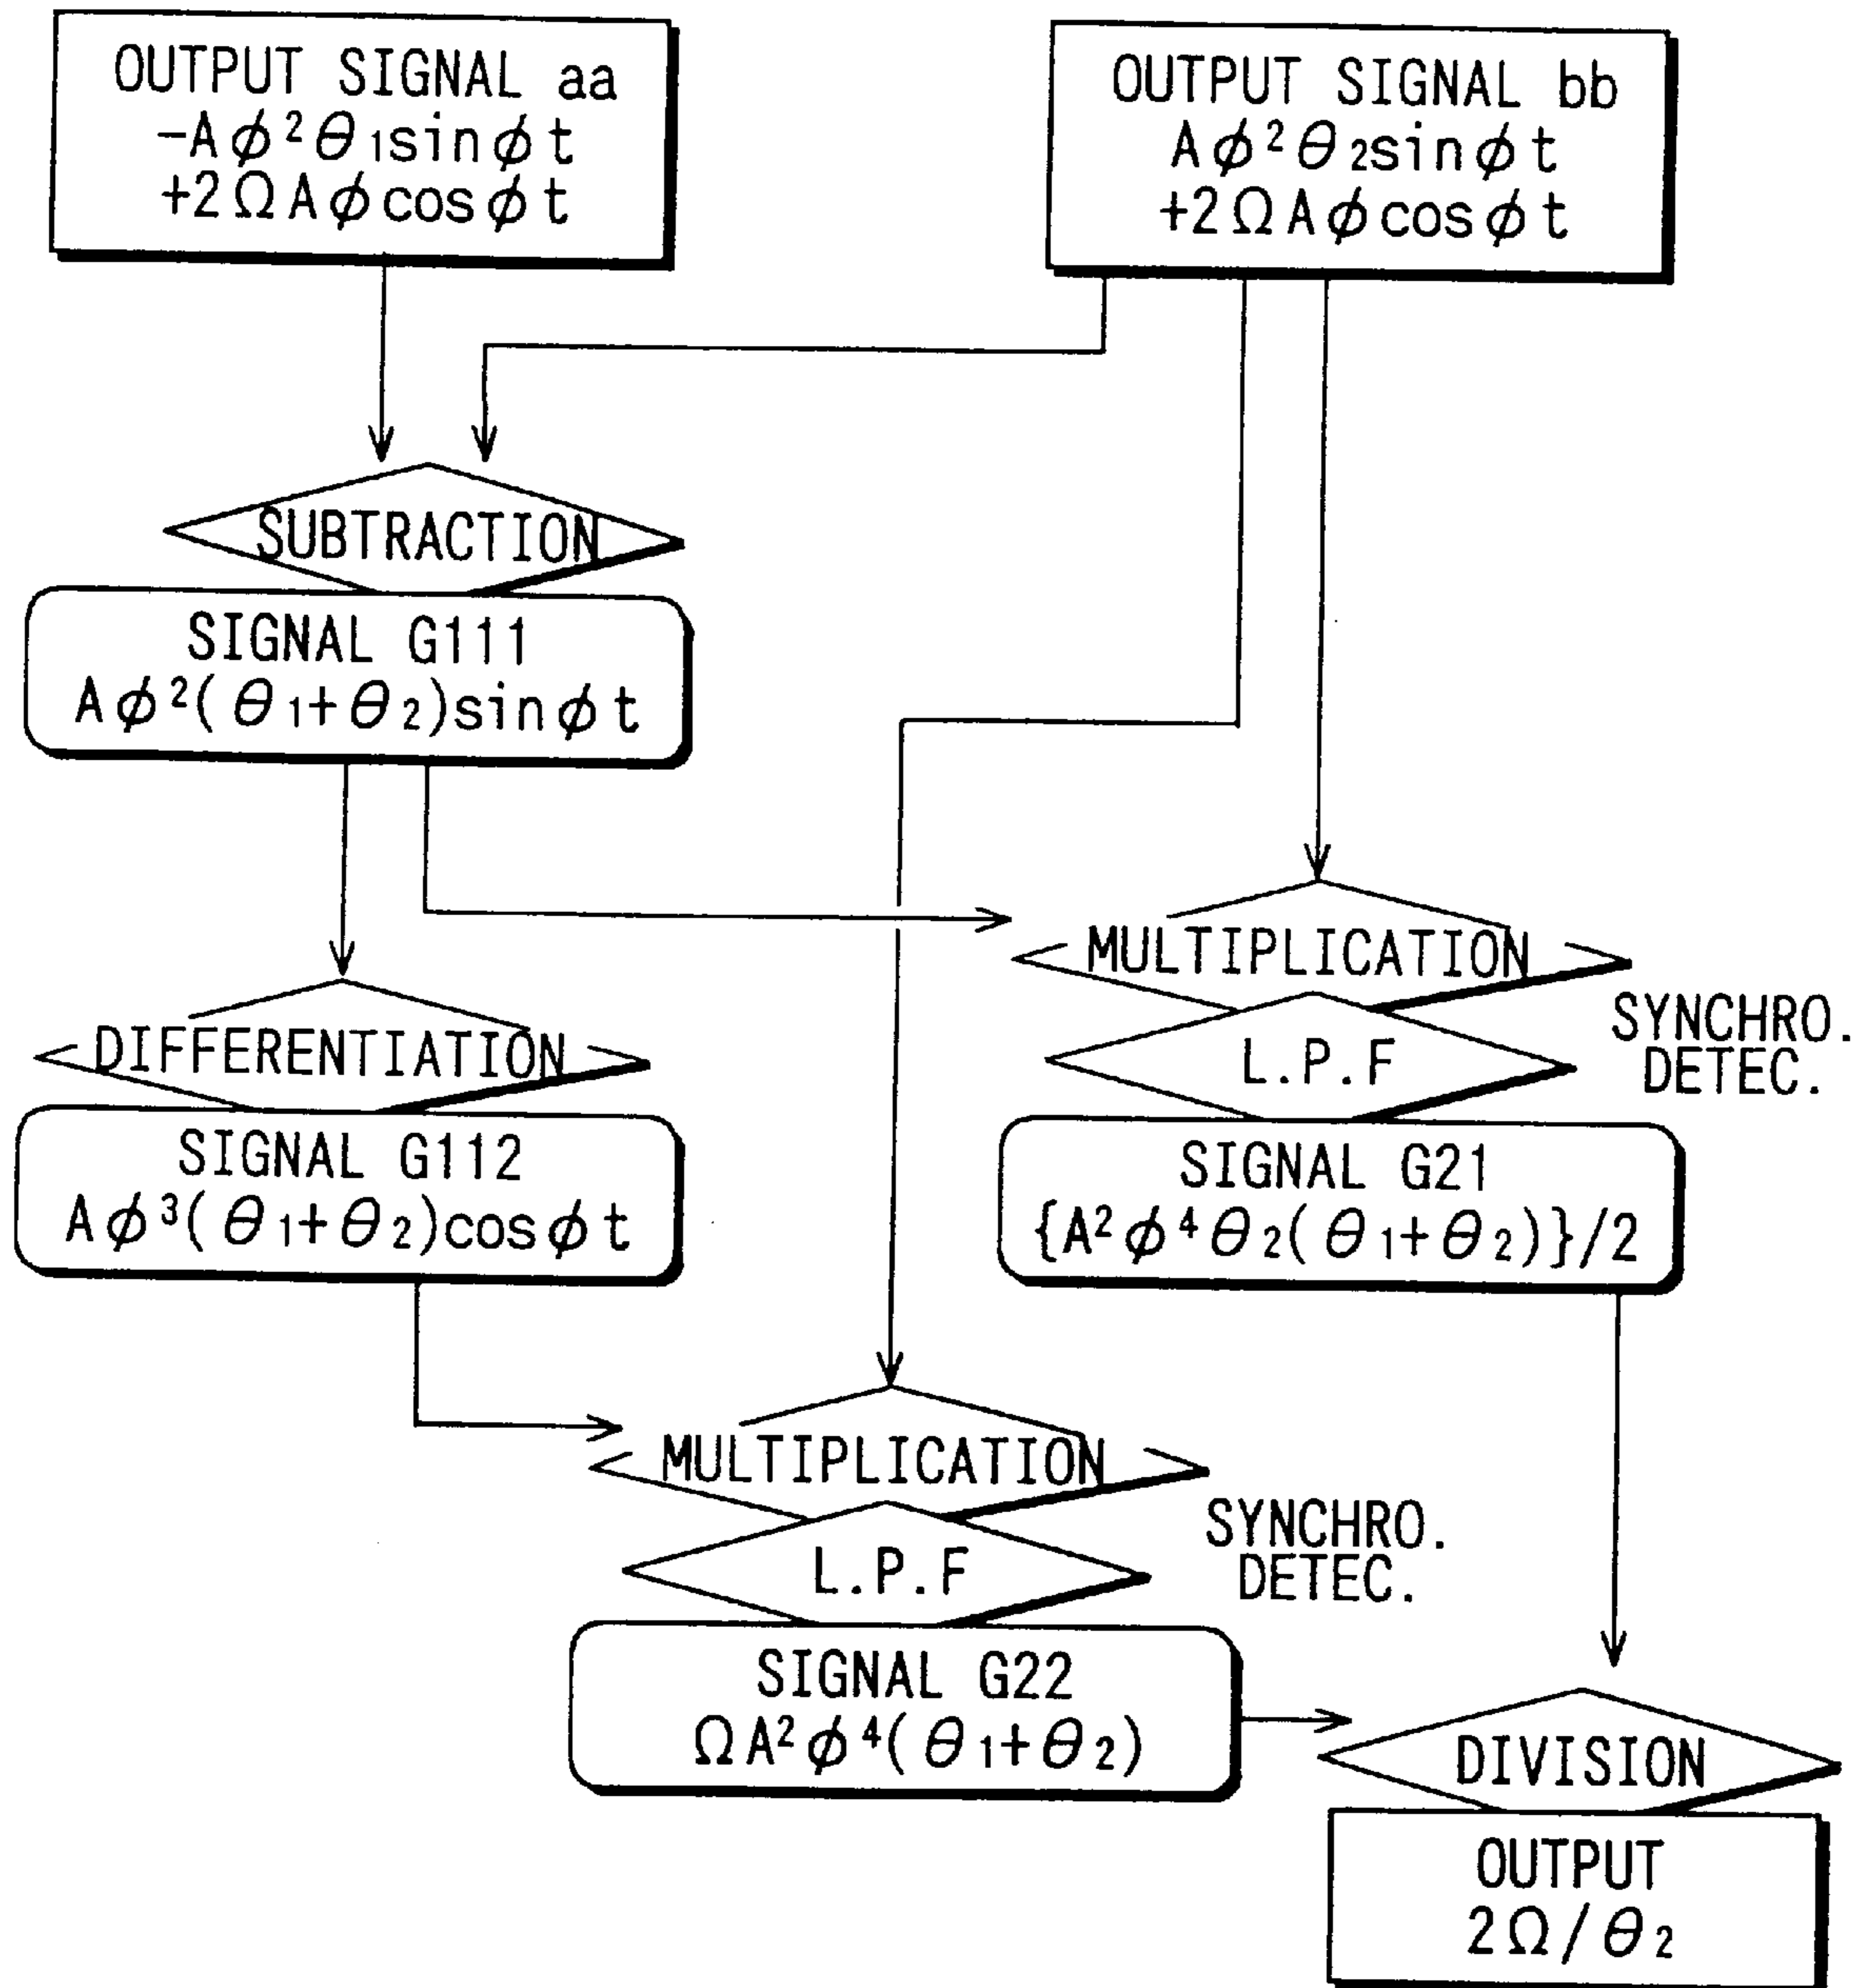 OUTPUT SIGNAL aa
-Aϕ²θ₁sinϕt
+2ΩAϕcosϕt
OUTPUT SIGNAL bb
Aϕ²θ₂sinϕt
+2ΩAϕcosϕt
SUBTRACTION
SIGNAL G111
Aϕ²(θ₁+θ₂)sinϕt
MULTIPLICATION
L.P.F
SYNCHRO.
DETEC.
DIFFERENTIATION
SIGNAL G112
Aϕ³(θ₁+θ₂)cosϕt
SIGNAL G21
{A²ϕ⁴θ₂(θ₁+θ₂)}/2
MULTIPLICATION
L.P.F
SYNCHRO.
DETEC.
SIGNAL G22
ΩA²ϕ⁴(θ₁+θ₂)
DIVISION
OUTPUT
2Ω/θ₂